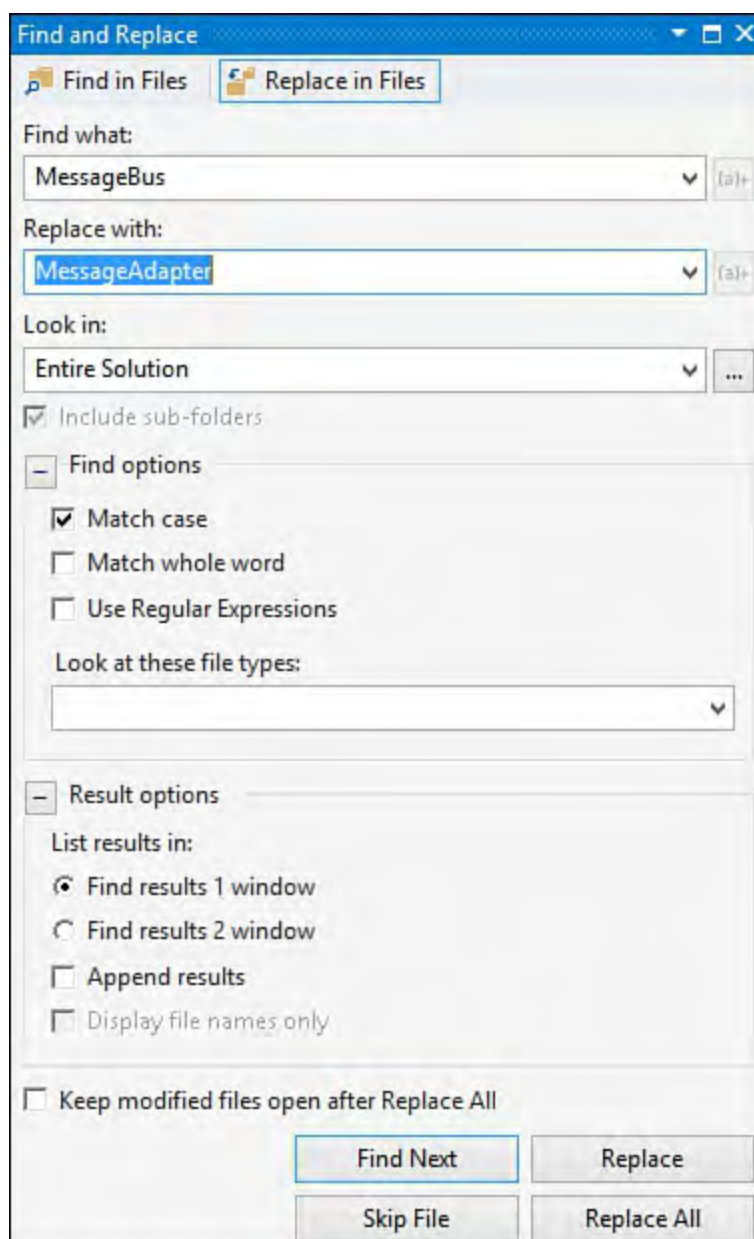 Find and Replace
Find in Files Replace in Files
Find what:
MessageBus
(a)+
Replace with:
MessageAdapter
(a)+
Look in:
Entire Solution
...
Include sub-folders
Find options
Match case
Match whole word
Use Regular Expressions
Look at these file types:
Result options
List results in:
Find results 1 window
Find results 2 window
Append results
Display file names only
Keep modified files open after Replace All
Find Next Replace
Skip File Replace All